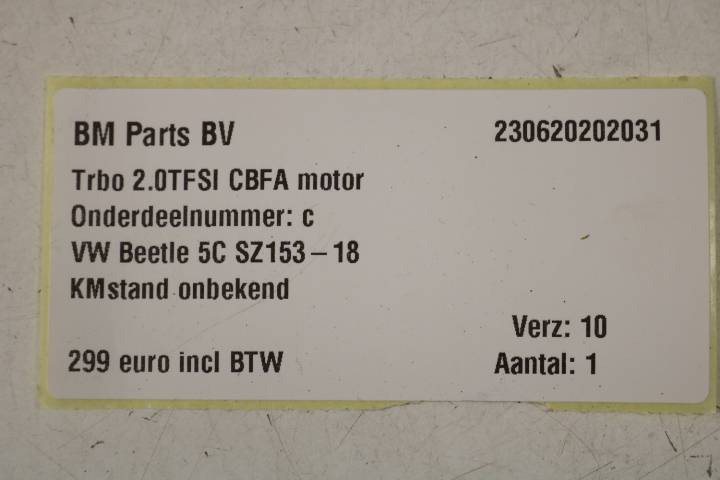 BM Parts BV 230620202031
Trbo 2.0TFSI CBFA motor
Onderdeelnummer: c
VW Beetle 5C SZ153-18
KMstand onbekend
Verz: 10
299 euro incl BTW Aantal: 1